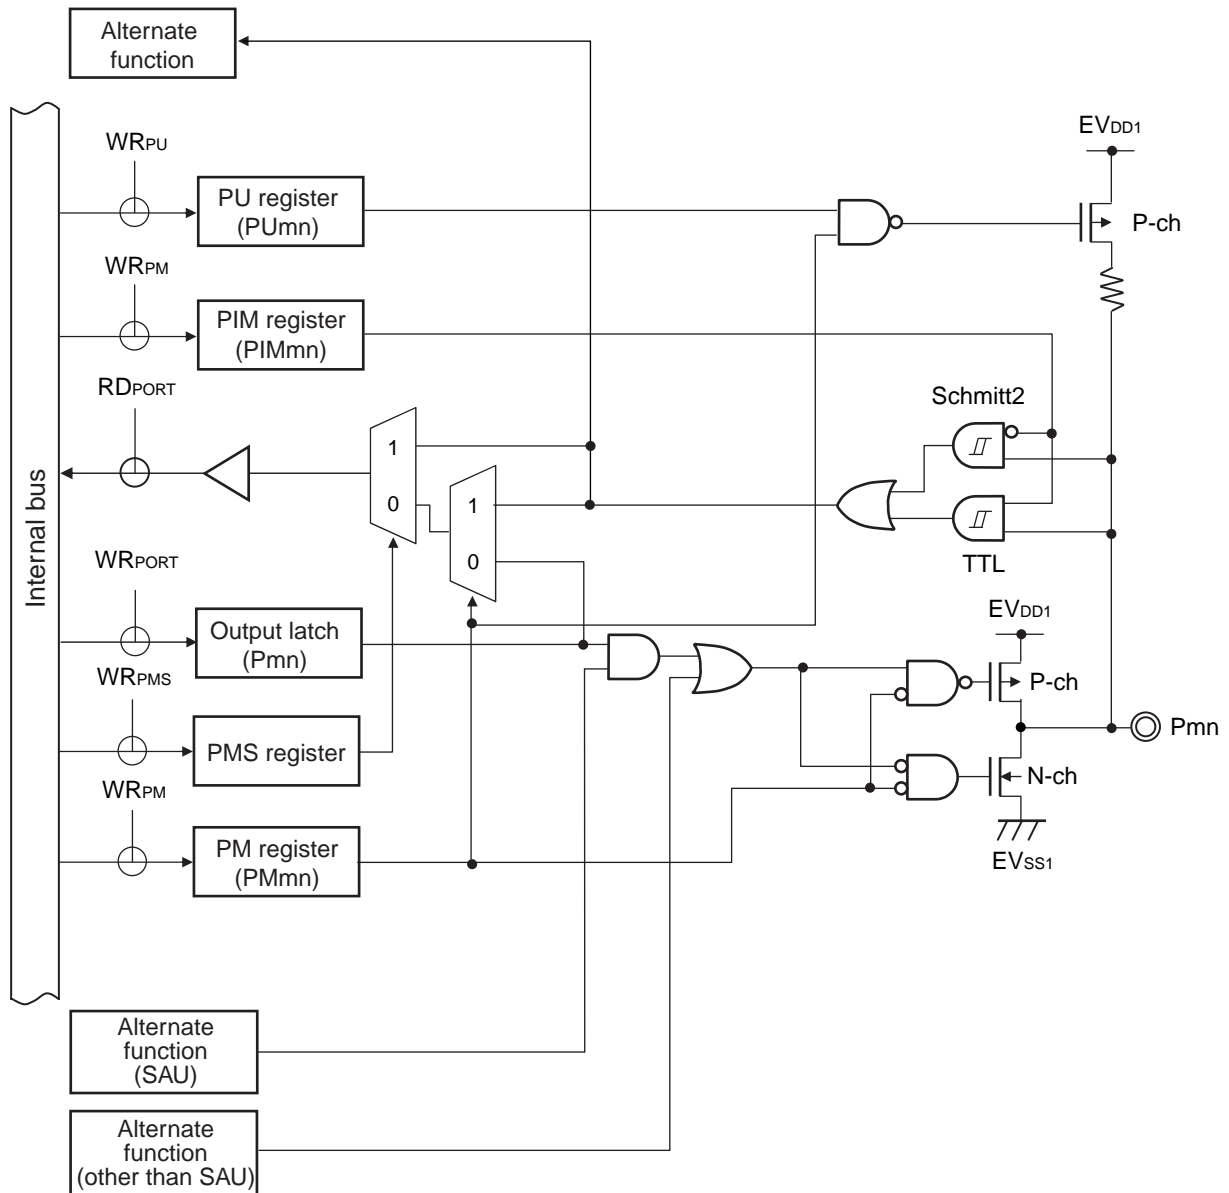 Alternate
function
EVDD1
WRPU
PU register
(PUmn)
P-ch
WRPM
PIM register
(PIMmn)
RDPORT
Schmitt2
1
0
1
0
TTL
Internal bus
WRPORT
Output latch
(Pmn)
EVDD1
P-ch
WRPMS
PMS register
Pmn
N-ch
WRPM
PM register
(PMmn)
EVSS1
Alternate
function
(SAU)
Alternate
function
(other than SAU)